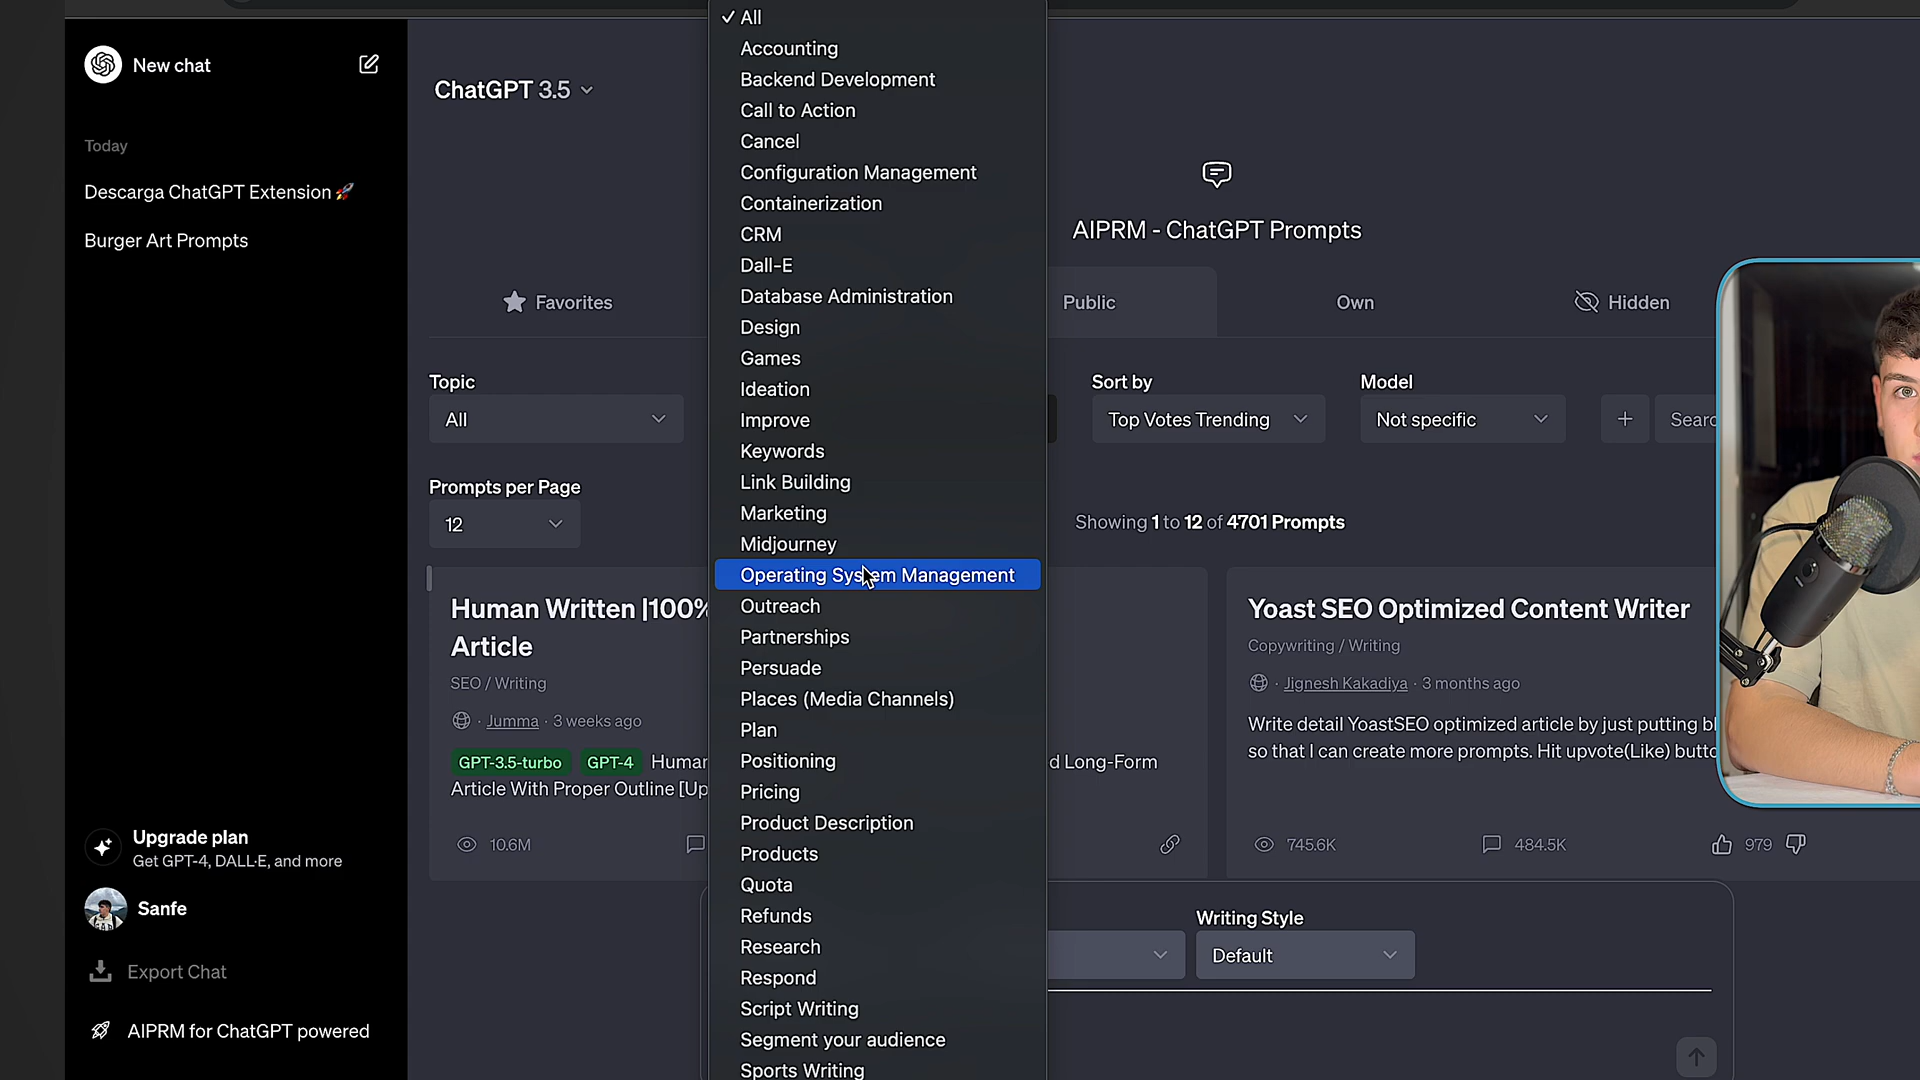 New chat
Today
Descarga ChatGPT Extension 🚀
Burger Art Prompts
Upgrade plan
Get GPT-4, DALL·E, and more
Sanfe
Export Chat
AIPRM for ChatGPT powered
ChatGPT 3.5
AIPRM - ChatGPT Prompts
Favorites
Public
Own
Hidden
Topic
All
Sort by
Top Votes Trending
Model
Not specific
+
Searc
Prompts per Page
12
Showing 1 to 12 of 4701 Prompts
✓ All
Accounting
Backend Development
Call to Action
Cancel
Configuration Management
Containerization
CRM
Dall-E
Database Administration
Design
Games
Ideation
Improve
Keywords
Link Building
Marketing
Midjourney
Operating System Management
Outreach
Partnerships
Persuade
Places (Media Channels)
Plan
Positioning
Pricing
Product Description
Products
Quota
Refunds
Research
Respond
Script Writing
Segment your audience
Sports Writing
Human Written |100%
Article
SEO / Writing
· Jumma · 3 weeks ago
GPT-3.5-turbo GPT-4 Human
d Long-Form
Article With Proper Outline [Up
10.6M
Yoast SEO Optimized Content Writer
Copywriting / Writing
· Jignesh Kakadiya · 3 months ago
Write detail YoastSEO optimized article by just putting bl
so that I can create more prompts. Hit upvote(Like) butto
745.6K
484.5K
979
Writing Style
Default